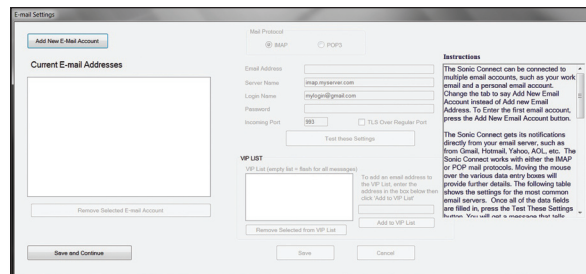 E-mail Settings
Add New E-Mail Account
Current E-mail Addresses
Remove Selected E-mail Account
Save and Continue
Mail Protocol
IMAP
POP3
Email Address
Server Name
imap.myserver.com
Login Name
mylogin@gmail.com
Password
Incoming Port
993
TLS Over Regular Port
Test these Settings
VIP LIST
VIP List (empty list = flash for all messages)
To add an email address to
the VIP List, enter the
address in the box below then
click 'Add to VIP List'
Add to VIP List
Remove Selected from VIP List
Save
Cancel
Instructions
The Sonic Connect can be connected to
multiple email accounts, such as your work
email and a personal email account.
Change the tab to say Add New Email
Account instead of Add new Email
Address. To Enter the first email account,
press the Add New Email Account button.
The Sonic Connect gets its notifications
directly from your email server, such as
from Gmail, Hotmail, Yahoo, AOL, etc. The
Sonic Connect works with either the IMAP
or POP mail protocols. Moving the mouse
over the various data entry boxes will
provide further details. The following table
shows the settings for the most common
email servers. Once all of the data fields
are filled in, press the Test These Settings
button. You will get a message that tells